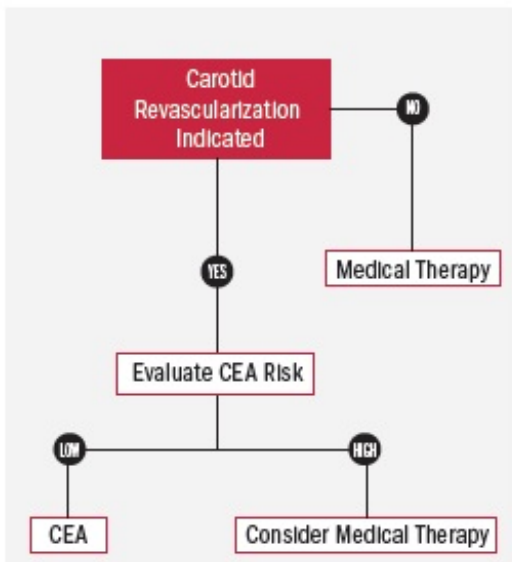 Carotid
Revascularization
Indicated
NO
Medical Therapy
YES
Evaluate CEA Risk
LOW
HIGH
CEA
Consider Medical Therapy